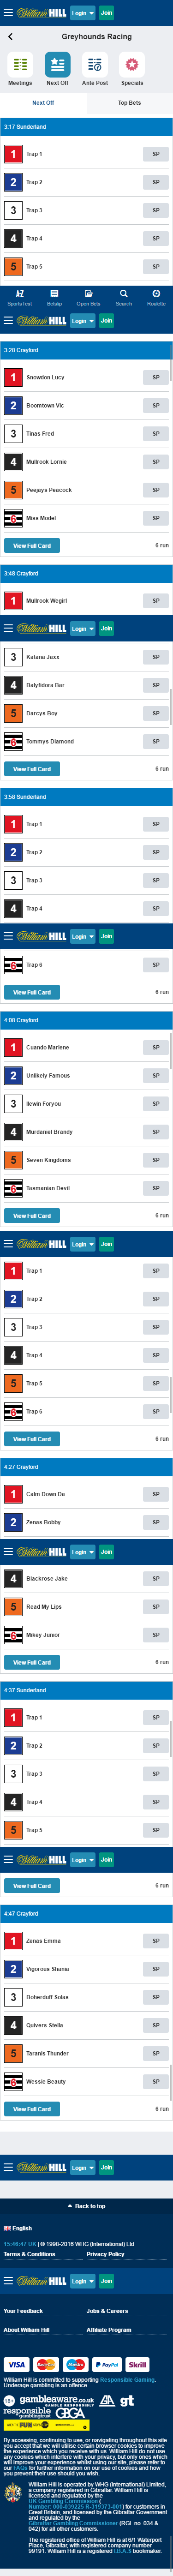 William HILL Login Join
Greyhounds Racing
Meetings Next Off Ante Post Specials
Next Off Top Bets
3:17 Sunderland
1 Trap 1 SP
2 Trap 2 SP
3 Trap 3 SP
4 Trap 4 SP
5 Trap 5 SP
Betslip Open Bets Search Roulette
William HILL Login Join
3:28 Crayford
1 Snowdon Lucy SP
2 Boomtown Vic SP
3 Tinas Fred SP
4 Mullrook Lornie SP
5 Peejays Peacock SP
6 Miss Model SP
View Full Card 6 run
3:48 Crayford
1 Mullrook Wegirl SP
William HILL Login Join
3 Katana Jaxx SP
4 Balyfidora Bar SP
5 Darcys Boy SP
6 Tommys Diamond SP
View Full Card 6 run
3:58 Sunderland
1 Trap 1 SP
2 Trap 2 SP
3 Trap 3 SP
4 Trap 4 SP
William HILL Login Join
6 Trap 6 SP
View Full Card 6 run
4:08 Crayford
1 Cuando Marlene SP
2 Unlikely Famous SP
3 Ilewin Foryou SP
4 Murdaniel Brandy SP
5 Seven Kingdoms SP
6 Tasmanian Devil SP
View Full Card 6 run
William HILL Login Join
1 Trap 1 SP
2 Trap 2 SP
3 Trap 3 SP
4 Trap 4 SP
5 Trap 5 SP
6 Trap 6 SP
View Full Card 6 run
4:27 Crayford
1 Calm Down Da SP
2 Zenas Bobby SP
William HILL Login Join
4 Blackrose Jake SP
5 Read My Lips SP
6 Mikey Junior SP
View Full Card 6 run
4:37 Sunderland
1 Trap 1 SP
2 Trap 2 SP
3 Trap 3 SP
4 Trap 4 SP
5 Trap 5 SP
William HILL Login Join
View Full Card 6 run
4:47 Crayford
1 Zenas Emma SP
2 Vigorous Shania SP
3 Boherduff Solas SP
4 Quivers Stella SP
5 Taranis Thunder SP
6 Wessie Beauty SP
View Full Card 6 run
William HILL Login Join
Back to top
English
15:46:47 UK | © 1998-2016 WHG (International) Ltd
Terms & Conditions Privacy Policy
William HILL Login Join
Your Feedback Jobs & Careers
About William Hill Affiliate Program
VISA MasterCard Maestro PayPal Skrill
William Hill is committed to supporting Responsible Gaming.
Underage gambling is an offence.
18+ gambleaware.co.uk gt
responsible gambling GBGA
WHEN THE FUN STOPS STOP
By accessing, continuing to use, or navigating throughout this site
you accept that we will utilise certain browser cookies to improve
the experience which you receive with us. William Hill do not
use any cookies which interfere with your privacy, but only ones
which will improve your experience while using our site, please
refer to our FAQs for further information on our use of cookies and
how to prevent their use should you wish.
William Hill is operated by WHG (International) Limited,
a company registered in Gibraltar. William Hill is
licensed and regulated by the
UK Gambling Commission (
Number: 000-039225-R-319373-001) for customers in
Great Britain, and licensed by the Gibraltar Government
and regulated by the
Gibraltar Gambling Commissioner (RGL no. 034 &
042) for all other customers.
The registered office of William Hill is at 6/1 Waterport
Place, Gibraltar, with registered company number
99191. William Hill is a registered I.B.A.S bookmaker.